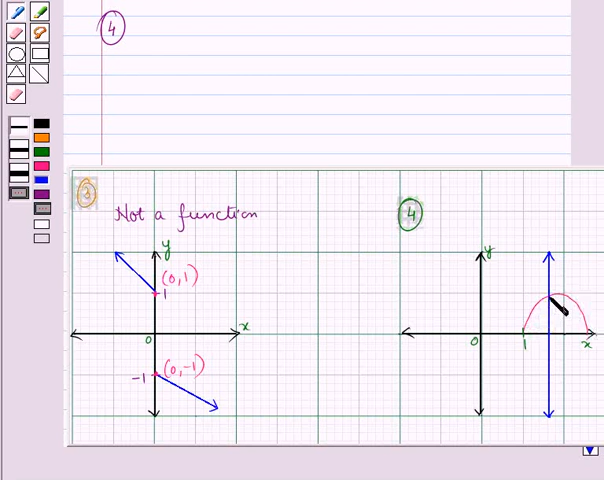 4
3
Not a function
4
y
(0,1)
1
0
x
-1
(0,-1)
y
0
1
x